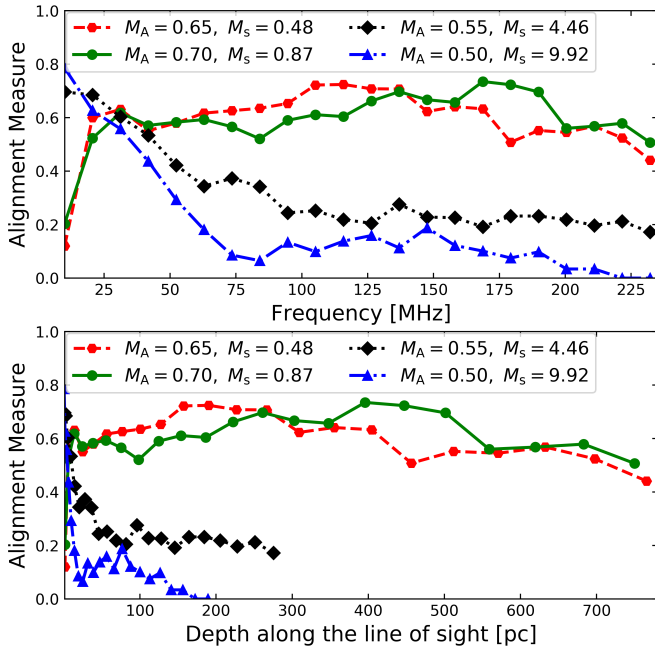 M_A = 0.65, M_s = 0.48
M_A = 0.55, M_s = 4.46
M_A = 0.70, M_s = 0.87
M_A = 0.50, M_s = 9.92
1.0
0.8
0.6
0.4
0.2
0.0
Alignment Measure
25 50 75 100 125 150 175 200 225
Frequency [MHz]
M_A = 0.65, M_s = 0.48
M_A = 0.55, M_s = 4.46
M_A = 0.70, M_s = 0.87
M_A = 0.50, M_s = 9.92
1.0
0.8
0.6
0.4
0.2
0.0
Alignment Measure
100 200 300 400 500 600 700
Depth along the line of sight [pc]